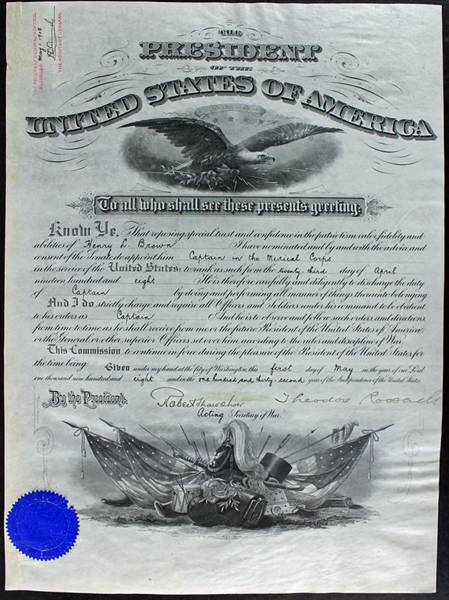 May 1, 1908
THE
PRESIDENT
OF THE
UNITED STATES OF AMERICA
To all who shall see these presents greeting:
Know Ye, That reposing special trust and confidence in the patriotism valor, fidelity and
abilities of Henry L. Brown I have nominated and by and with the advice and
consent of the Senate do appoint him Captain in the Medical Corps
in the service of the United States: to rank as such from the twenty-third day of April
nineteen hundred and eight. He is therefore carefully and diligently to discharge the duty
of Captain by doing and performing all manner of things thereunto belonging.
And I do strictly charge and require all Officers and Soldiers under his command to be obedient
to his orders as Captain And he is to observe and follow such orders and directions
from time to time as he shall receive from me or the future President of the United States of America
or the General or other superior Officers set over him, according to the rules and discipline of War.
This Commission to continue in force during the pleasure of the President of the United States for
the time being.
Given under my hand at the City of Washington this first day of May in the year of our Lord
one thousand nine hundred and eight and in the one hundred and thirty-second year of the Independence of the United States.
By the President:
Theodore Roosevelt
Robert Shaw Oliver
Acting Secretary of War.